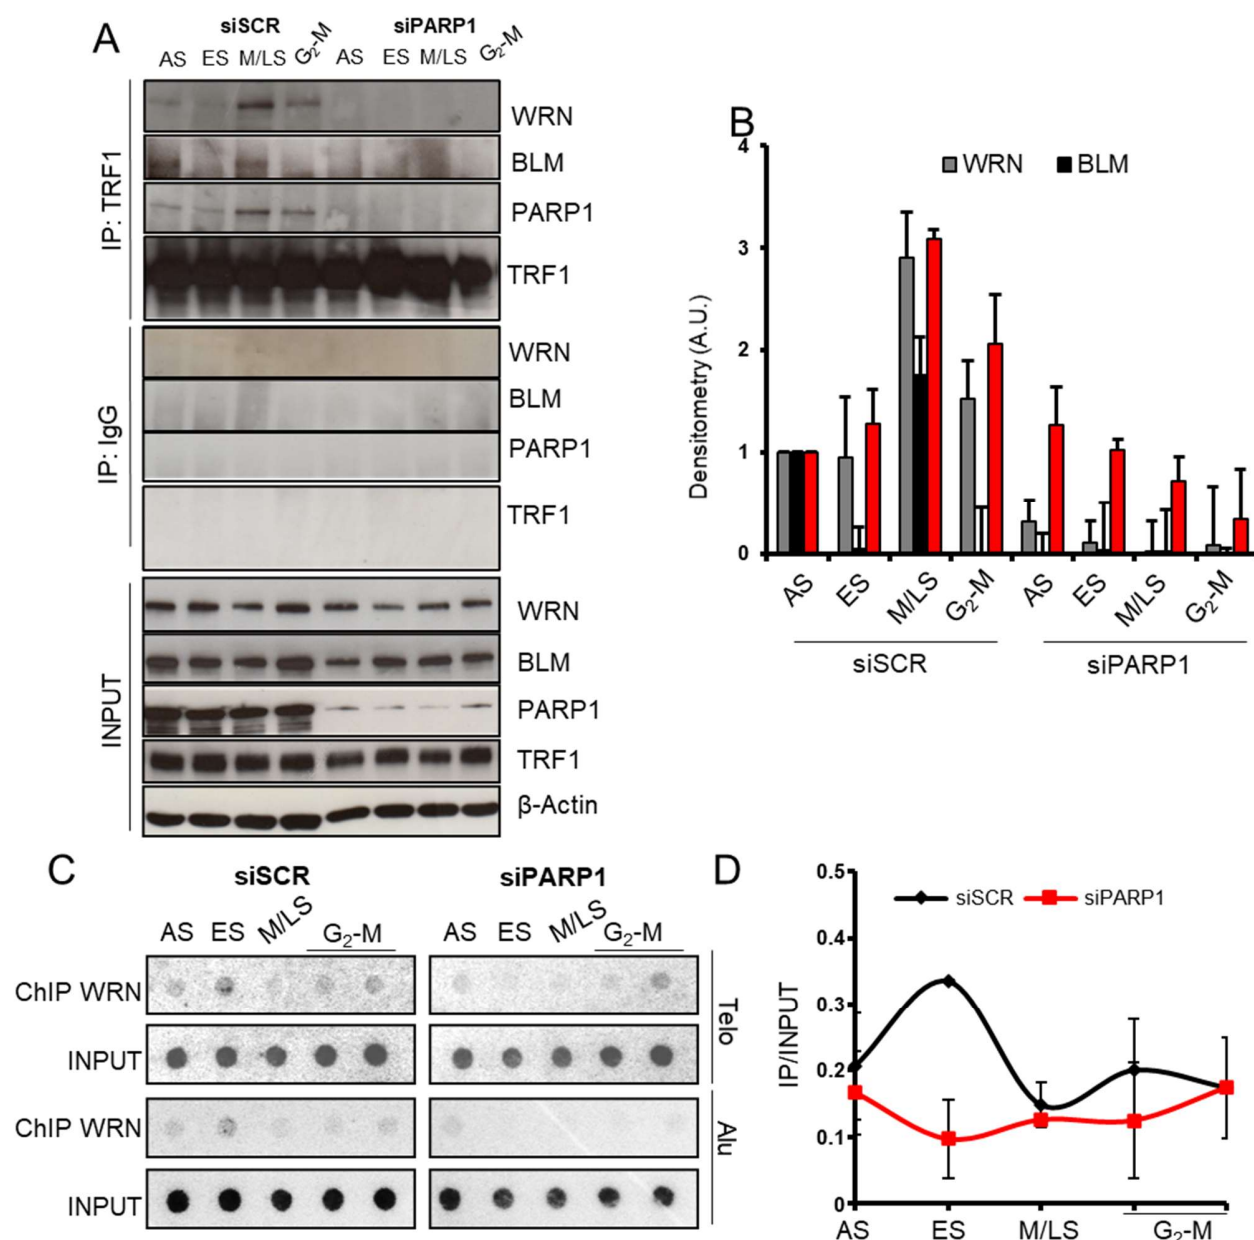 A
siSCR siPARP1
AS ES M/LS G₂-M AS ES M/LS G₂-M
IP: TRF1
WRN
BLM
PARP1
TRF1
IP: IgG
WRN
BLM
PARP1
TRF1
INPUT
WRN
BLM
PARP1
TRF1
β-Actin
B
WRN BLM
Densitometry (A.U.)
4
3
2
1
0
AS ES M/LS G₂-M AS ES M/LS G₂-M
siSCR siPARP1
C
siSCR siPARP1
AS ES M/LS G₂-M AS ES M/LS G₂-M
ChIP WRN
INPUT
Telo
ChIP WRN
INPUT
Alu
D
siSCR siPARP1
IP/INPUT
0.5
0.4
0.3
0.2
0.1
0
AS ES M/LS G₂-M